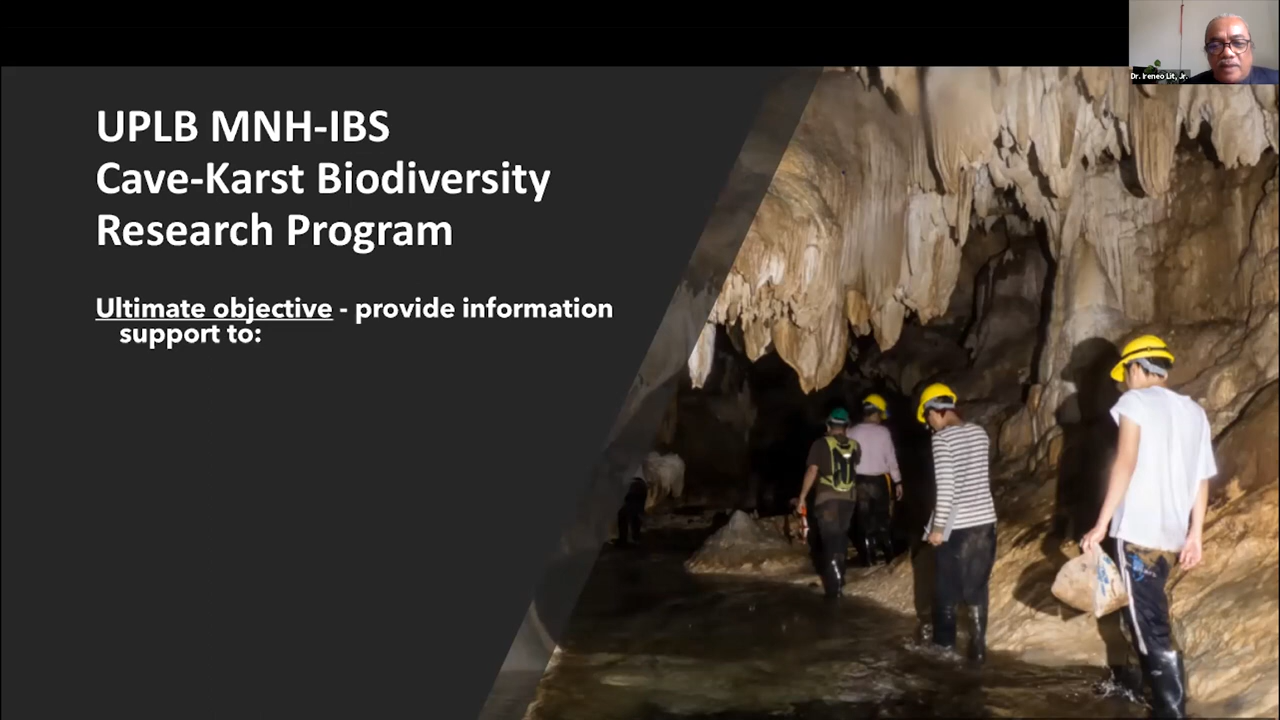 Dr. Ireneo Lit, Jr.
UPLB MNH-IBS
Cave-Karst Biodiversity
Research Program
Ultimate objective - provide information
support to: